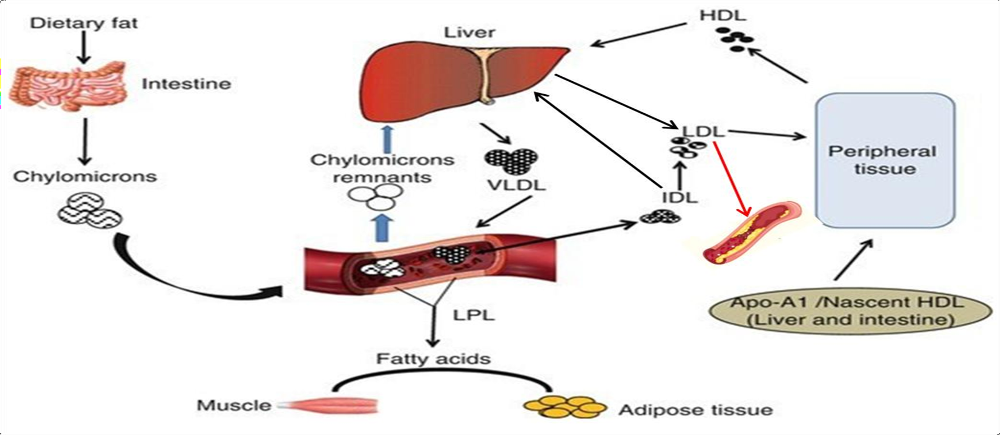 Dietary fat
Intestine
Chylomicrons
Liver
Chylomicrons
remnants
VLDL
LPL
Fatty acids
Muscle
Adipose tissue
HDL
LDL
IDL
Peripheral
tissue
Apo-A1 /Nascent HDL
(Liver and intestine)